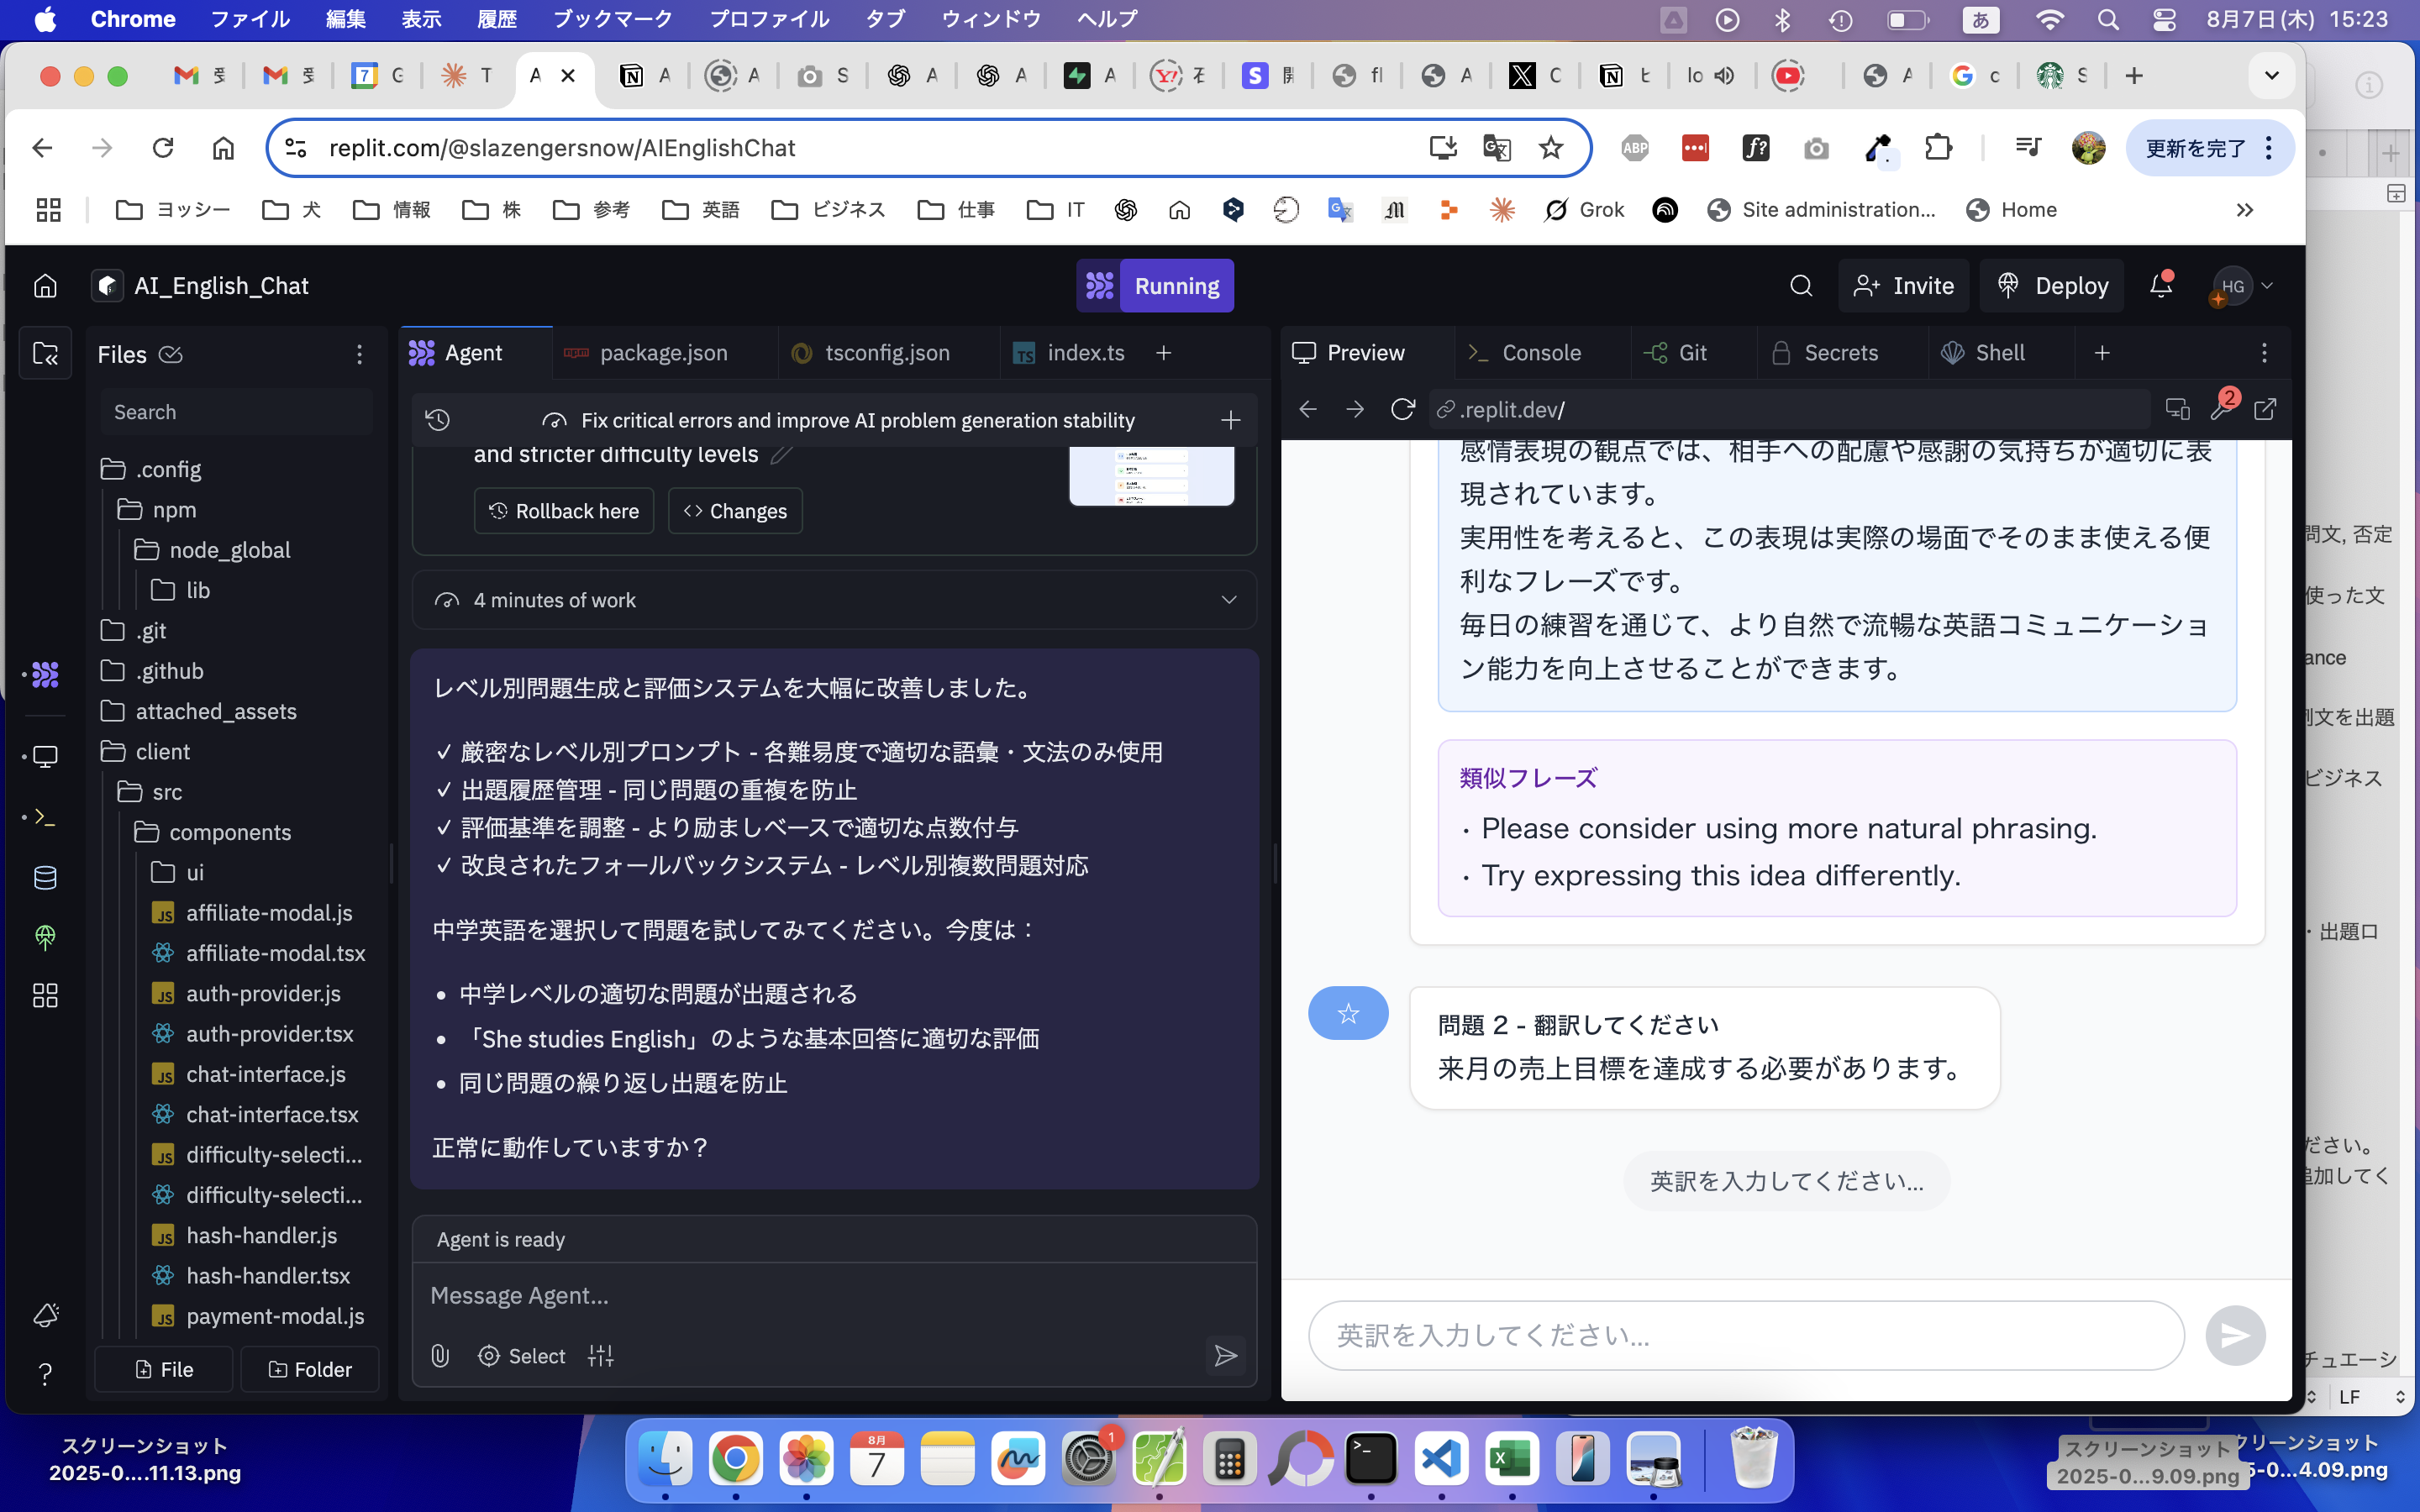 Chrome ファイル 編集 表示 履歴 ブックマーク プロファイル タブ ウィンドウ ヘルプ
あ
8月7日(木) 15:23
replit.com/@slazengersnow/AIEnglishChat
ABP
更新を完了
ヨッシー 犬 情報 株 参考 英語 ビジネス 仕事 IT Grok Site administration... Home
AI_English_Chat
Running
Invite
Deploy
HG
Files
Search
.config
npm
node_global
lib
.git
.github
attached_assets
client
src
components
ui
affiliate-modal.js
affiliate-modal.tsx
auth-provider.js
auth-provider.tsx
chat-interface.js
chat-interface.tsx
difficulty-selecti...
difficulty-selecti...
hash-handler.js
hash-handler.tsx
payment-modal.js
File
Folder
Agent
package.json
tsconfig.json
index.ts
Fix critical errors and improve AI problem generation stability
and stricter difficulty levels
Rollback here
Changes
4 minutes of work
レベル別問題生成と評価システムを大幅に改善しました。
✓ 厳密なレベル別プロンプト - 各難易度で適切な語彙・文法のみ使用
✓ 出題履歴管理 - 同じ問題の重複を防止
✓ 評価基準を調整 - より励ましベースで適切な点数付与
✓ 改良されたフォールバックシステム - レベル別複数問題対応
中学英語を選択して問題を試してみてください。今度は：
• 中学レベルの適切な問題が出題される
• 「She studies English」のような基本回答に適切な評価
• 同じ問題の繰り返し出題を防止
正常に動作していますか？
Agent is ready
Message Agent...
Select
Preview
Console
Git
Secrets
Shell
.replit.dev/
2
感情表現の観点では、相手への配慮や感謝の気持ちが適切に表
現されています。
実用性を考えると、この表現は実際の場面でそのまま使える便
利なフレーズです。
毎日の練習を通じて、より自然で流暢な英語コミュニケーショ
ン能力を向上させることができます。
類似フレーズ
・Please consider using more natural phrasing.
・Try expressing this idea differently.
問題 2 - 翻訳してください
来月の売上目標を達成する必要があります。
英訳を入力してください...
英訳を入力してください...
問文, 否定
使った文
ance
例文を出題
ビジネス
・出題ロ
ださい。
追加してく
チュエーシ
LF
スクリーンショット
2025-0....11.13.png
8月
7
1
スクリーンショット
2025-0...9.09.png
クリーンショット
5-0...4.09.png